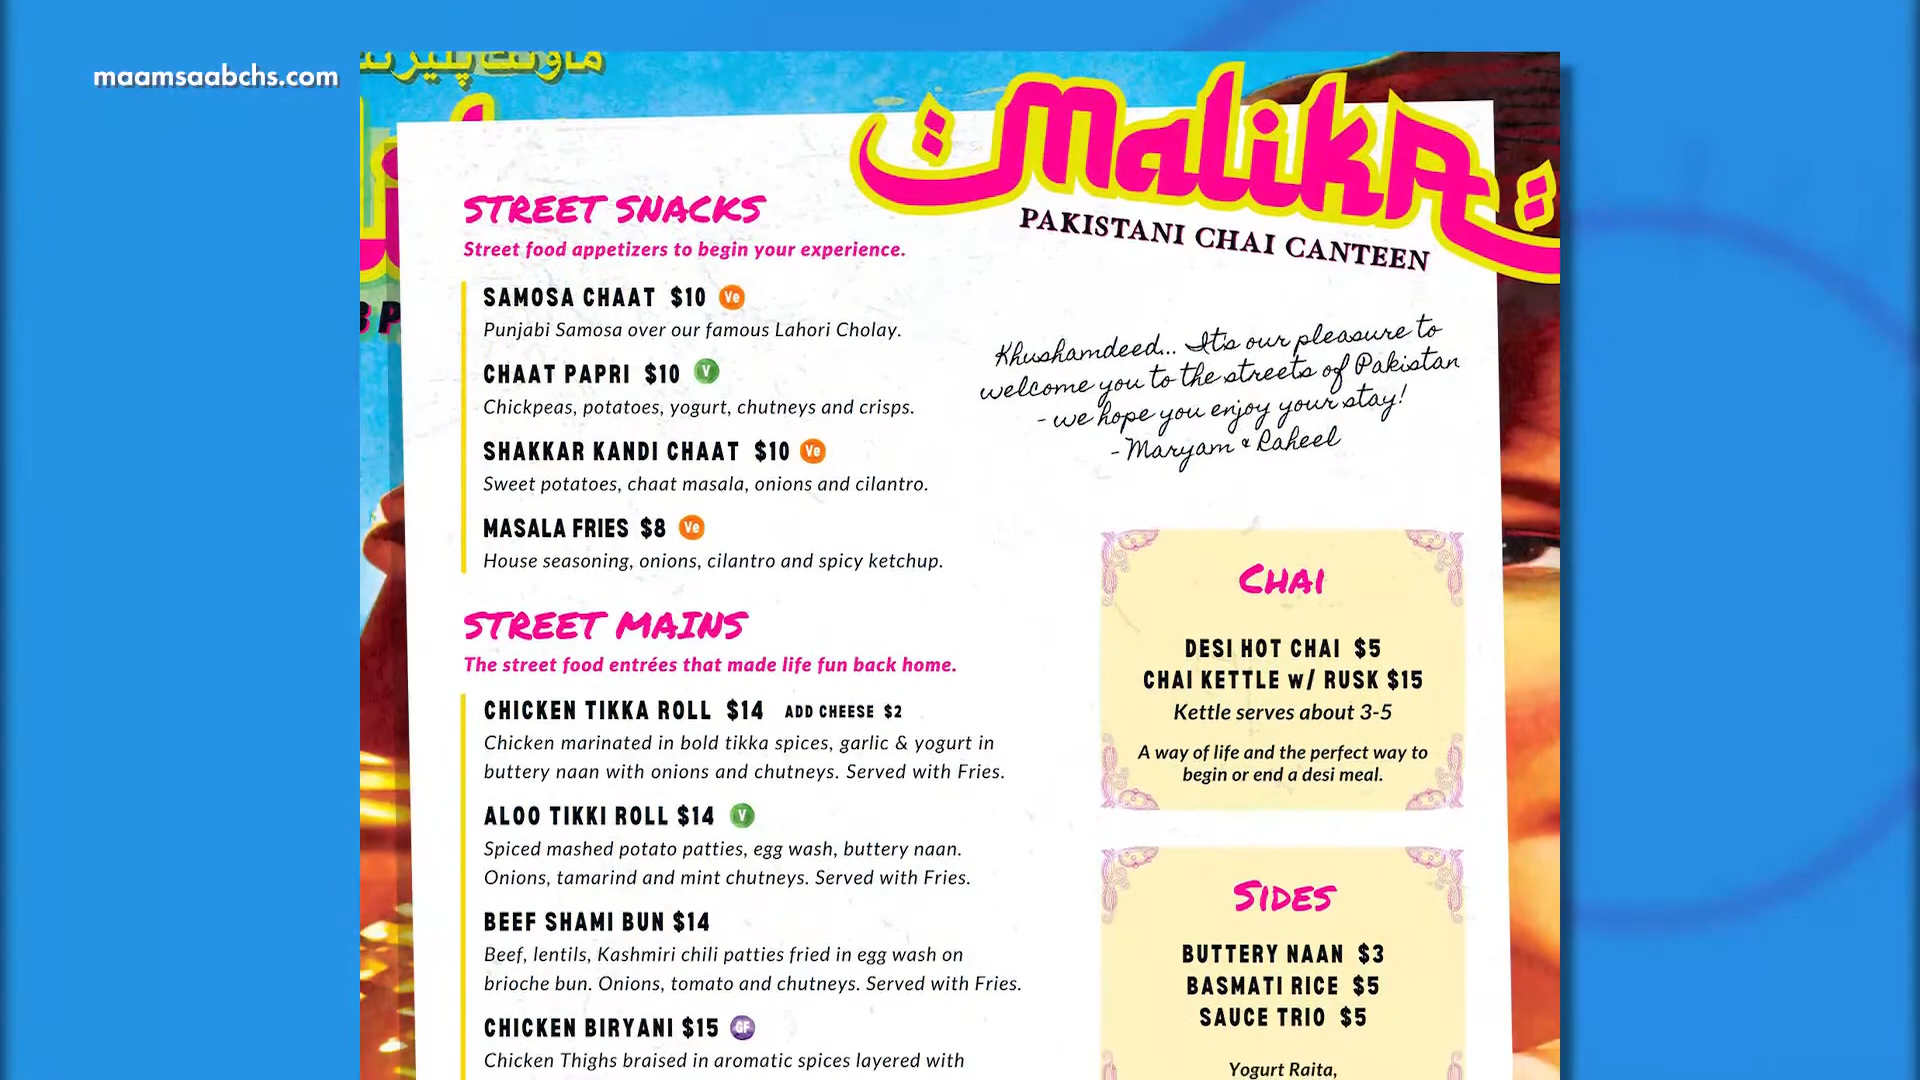 maamsaabchs.com
ماونٹ پلیزنٹ
MalikA
PAKISTANI CHAI CANTEEN
STREET SNACKS
Street food appetizers to begin your experience.
SAMOSA CHAAT $10 Ve
Punjabi Samosa over our famous Lahori Cholay.
CHAAT PAPRI $10 V
Chickpeas, potatoes, yogurt, chutneys and crisps.
SHAKKAR KANDI CHAAT $10 Ve
Sweet potatoes, chaat masala, onions and cilantro.
MASALA FRIES $8 Ve
House seasoning, onions, cilantro and spicy ketchup.
Khushamdeed... It's our pleasure to
welcome you to the streets of Pakistan
- we hope you enjoy your stay!
- Maryam & Raheel
STREET MAINS
The street food entrées that made life fun back home.
CHICKEN TIKKA ROLL $14 ADD CHEESE $2
Chicken marinated in bold tikka spices, garlic & yogurt in
buttery naan with onions and chutneys. Served with Fries.
ALOO TIKKI ROLL $14 V
Spiced mashed potato patties, egg wash, buttery naan.
Onions, tamarind and mint chutneys. Served with Fries.
BEEF SHAMI BUN $14
Beef, lentils, Kashmiri chili patties fried in egg wash on
brioche bun. Onions, tomato and chutneys. Served with Fries.
CHICKEN BIRYANI $15 GF
Chicken Thighs braised in aromatic spices layered with
CHAI
DESI HOT CHAI $5
CHAI KETTLE w/ RUSK $15
Kettle serves about 3-5
A way of life and the perfect way to
begin or end a desi meal.
SIDES
BUTTERY NAAN $3
BASMATI RICE $5
SAUCE TRIO $5
Yogurt Raita,